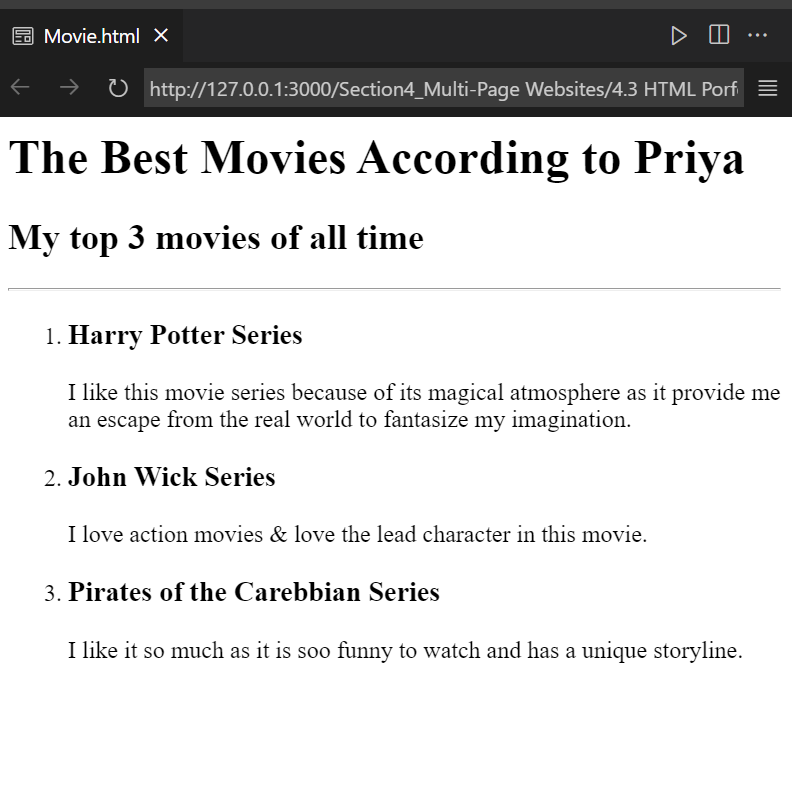 Movie.html
http://127.0.0.1:3000/Section4_Multi-Page Websites/4.3 HTML Porf
The Best Movies According to Priya
My top 3 movies of all time
1. Harry Potter Series
I like this movie series because of its magical atmosphere as it provide me
an escape from the real world to fantasize my imagination.
2. John Wick Series
I love action movies & love the lead character in this movie.
3. Pirates of the Carebbian Series
I like it so much as it is soo funny to watch and has a unique storyline.